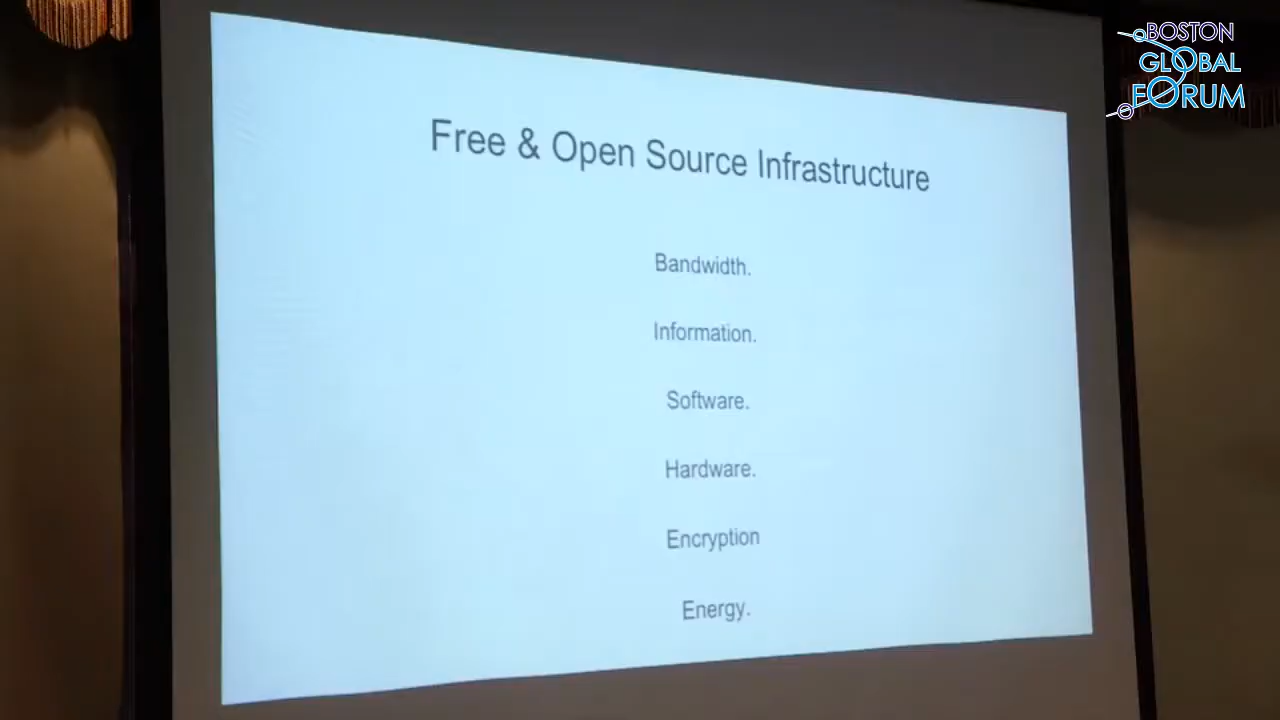 BOSTON
GLOBAL
FORUM
Free & Open Source Infrastructure
Bandwidth.
Information.
Software.
Hardware.
Encryption
Energy.